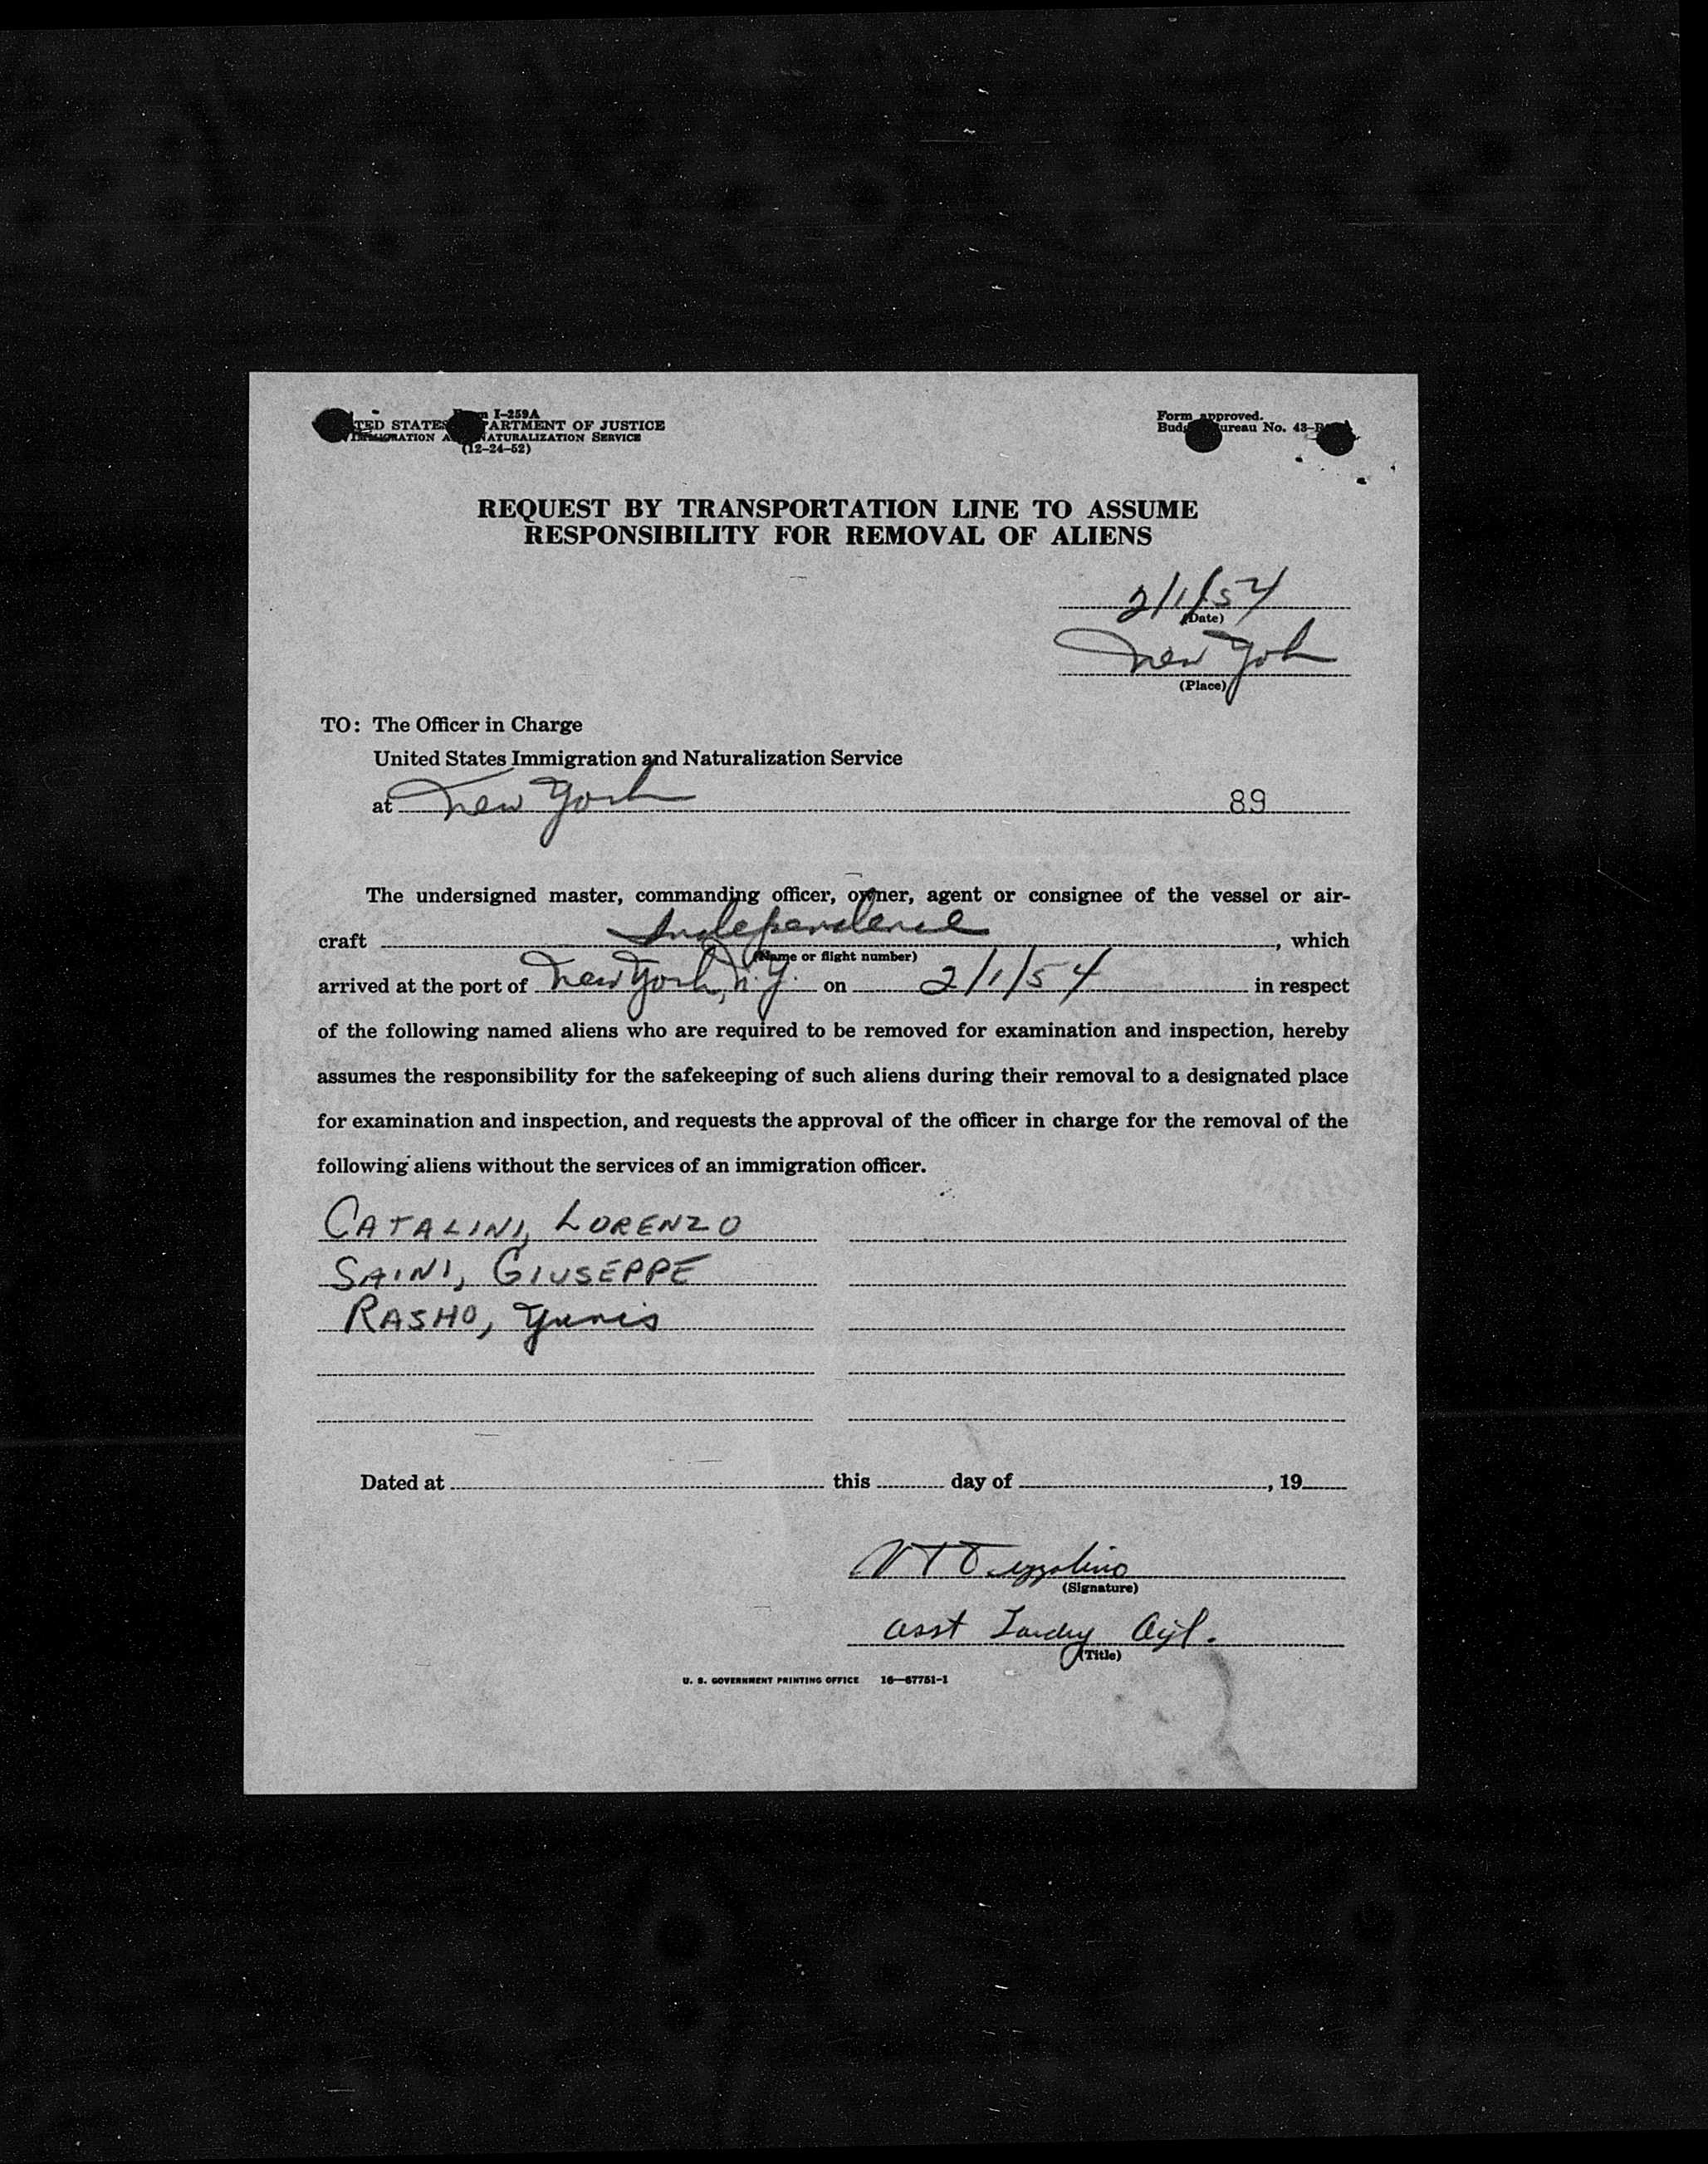 Form I-259A
UNITED STATES DEPARTMENT OF JUSTICE
IMMIGRATION AND NATURALIZATION SERVICE
(12-24-52)
Form approved.
Budget Bureau No. 43-
REQUEST BY TRANSPORTATION LINE TO ASSUME
RESPONSIBILITY FOR REMOVAL OF ALIENS
2/1/54
(Date)
New York
(Place)
TO: The Officer in Charge
United States Immigration and Naturalization Service
at New York 89
The undersigned master, commanding officer, owner, agent or consignee of the vessel or air-
craft Independence, which
(Name or flight number)
arrived at the port of New York, N.Y. on 2/1/54 in respect
of the following named aliens who are required to be removed for examination and inspection, hereby
assumes the responsibility for the safekeeping of such aliens during their removal to a designated place
for examination and inspection, and requests the approval of the officer in charge for the removal of the
following aliens without the services of an immigration officer.
CATALINI, LORENZO
SAINI, GIUSEPPE
RASHO, Yunis
Dated at this day of , 19
(Signature)
asst
(Title)
U. S. GOVERNMENT PRINTING OFFICE 16—67751-1